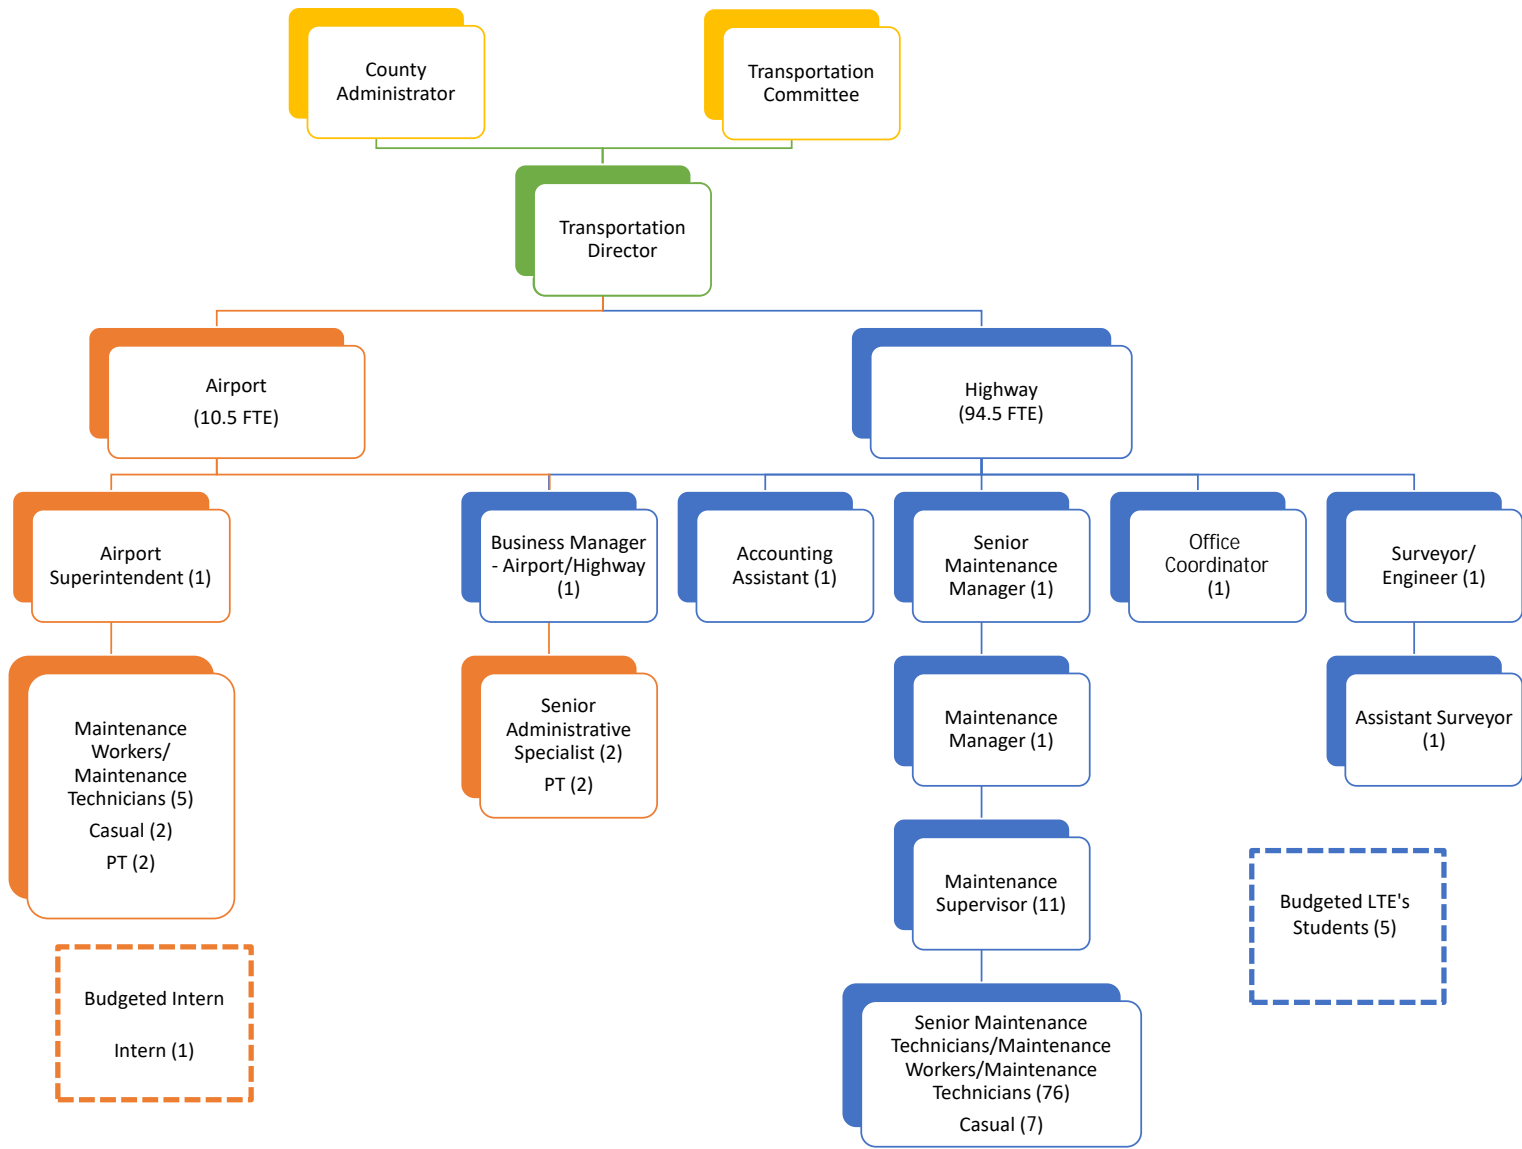 County
Administrator
Transportation
Committee
Transportation
Director
Airport
(10.5 FTE)
Highway
(94.5 FTE)
Airport
Superintendent (1)
Business Manager
- Airport/Highway
(1)
Accounting
Assistant (1)
Senior
Maintenance
Manager (1)
Office
Coordinator
(1)
Surveyor/
Engineer (1)
Maintenance
Workers/
Maintenance
Technicians (5)
Casual (2)
PT (2)
Senior
Administrative
Specialist (2)
PT (2)
Maintenance
Manager (1)
Assistant Surveyor
(1)
Maintenance
Supervisor (11)
Budgeted LTE's
Students (5)
Budgeted Intern
Intern (1)
Senior Maintenance
Technicians/Maintenance
Workers/Maintenance
Technicians (76)
Casual (7)